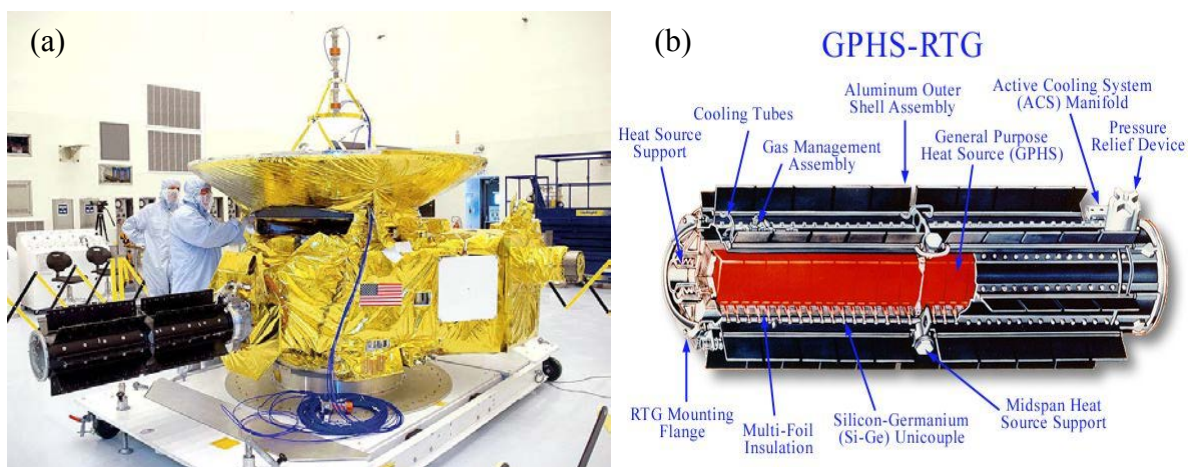 (a)
(b)
GPHS-RTG
Aluminum Outer
Shell Assembly
Active Cooling System
(ACS) Manifold
Cooling Tubes
Heat Source
Support
Gas Management
Assembly
General Purpose
Heat Source (GPHS)
Pressure
Relief Device
RTG Mounting
Flange
Multi-Foil
Insulation
Silicon-Germanium
(Si-Ge) Unicouple
Midspan Heat
Source Support